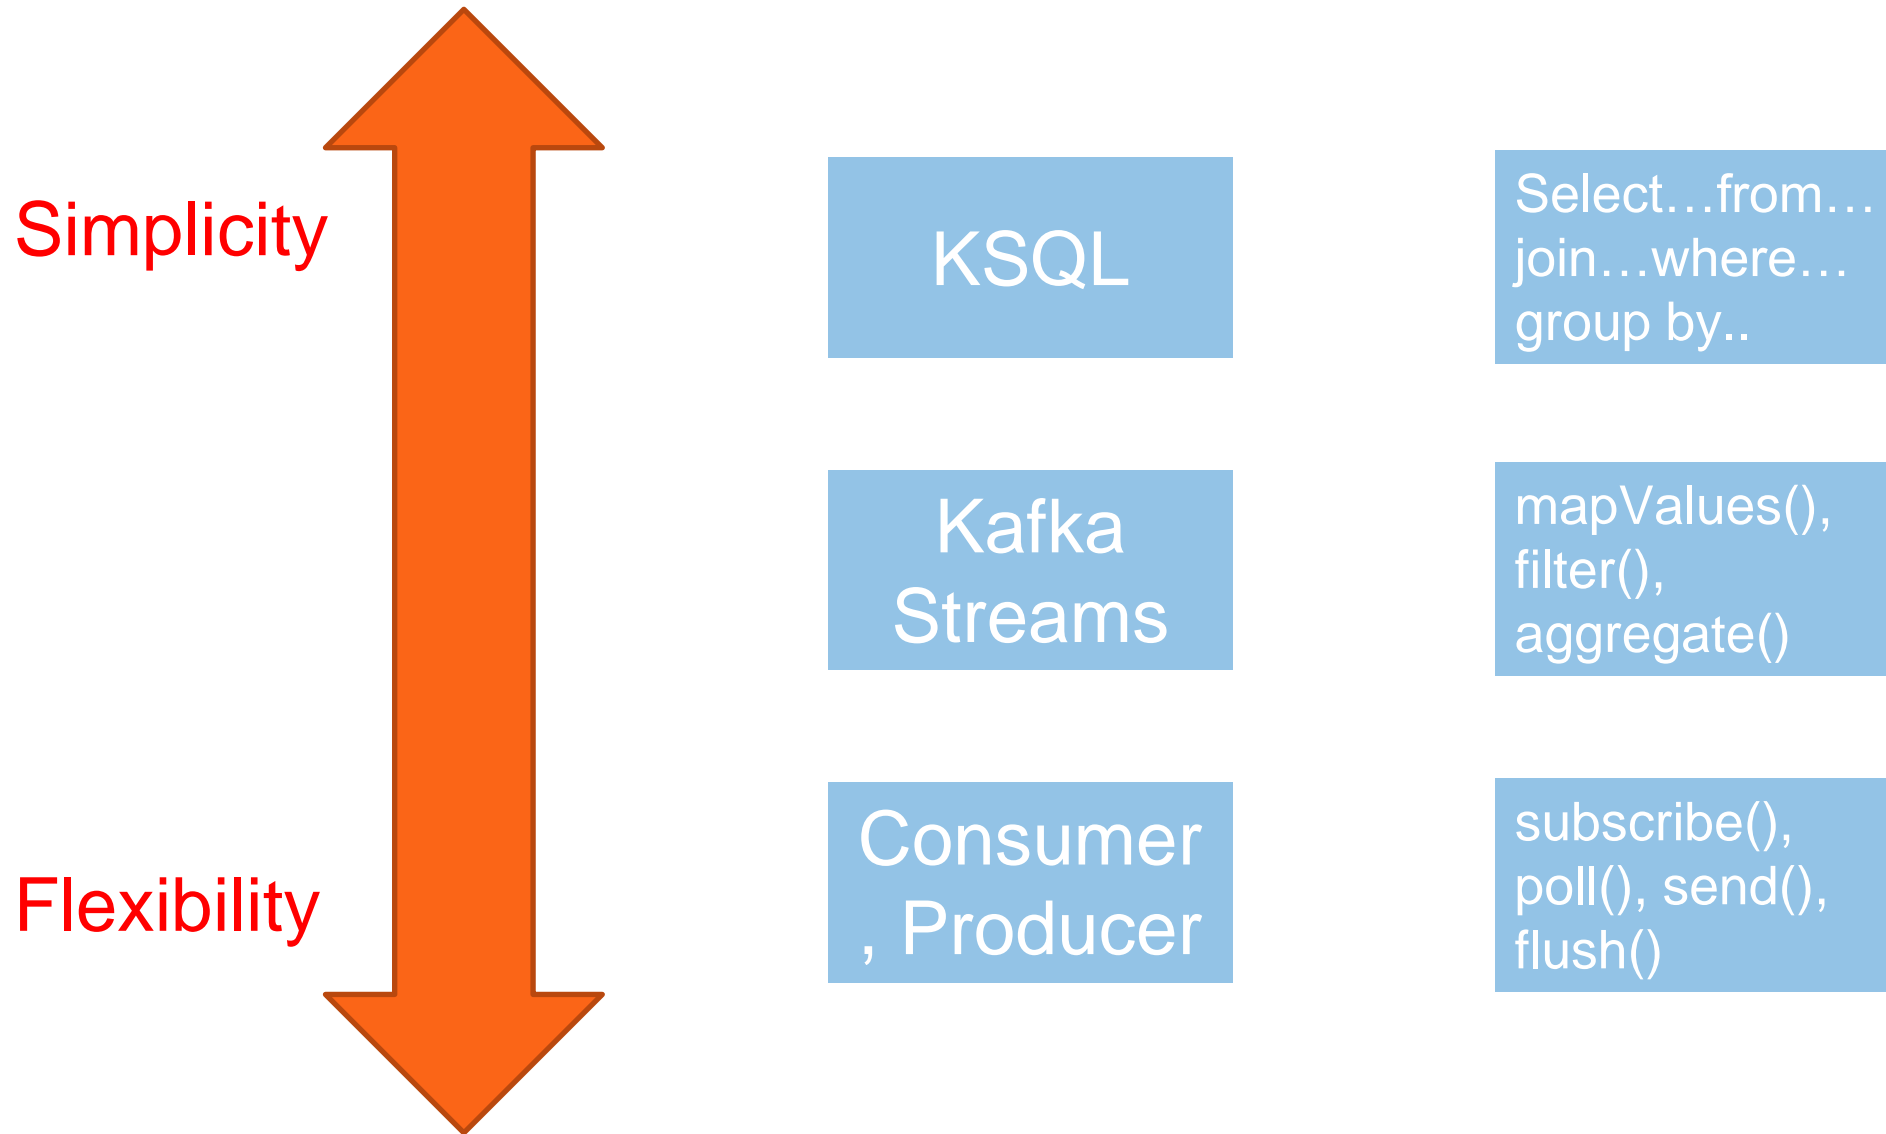 Simplicity
KSQL
Select…from…
join…where…
group by..
Kafka
Streams
mapValues(),
filter(),
aggregate()
Flexibility
Consumer
, Producer
subscribe(),
poll(), send(),
flush()